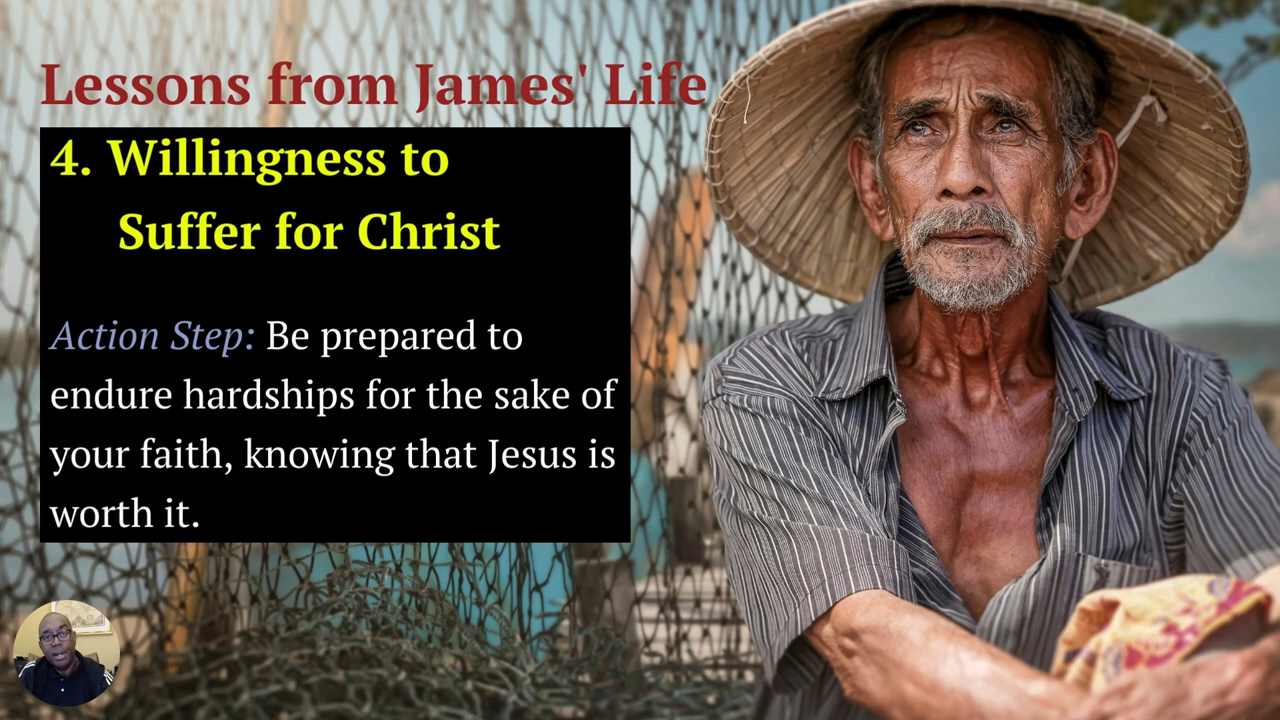 Lessons from James' Life
4. Willingness to
Suffer for Christ
Action Step: Be prepared to
endure hardships for the sake of
your faith, knowing that Jesus is
worth it.